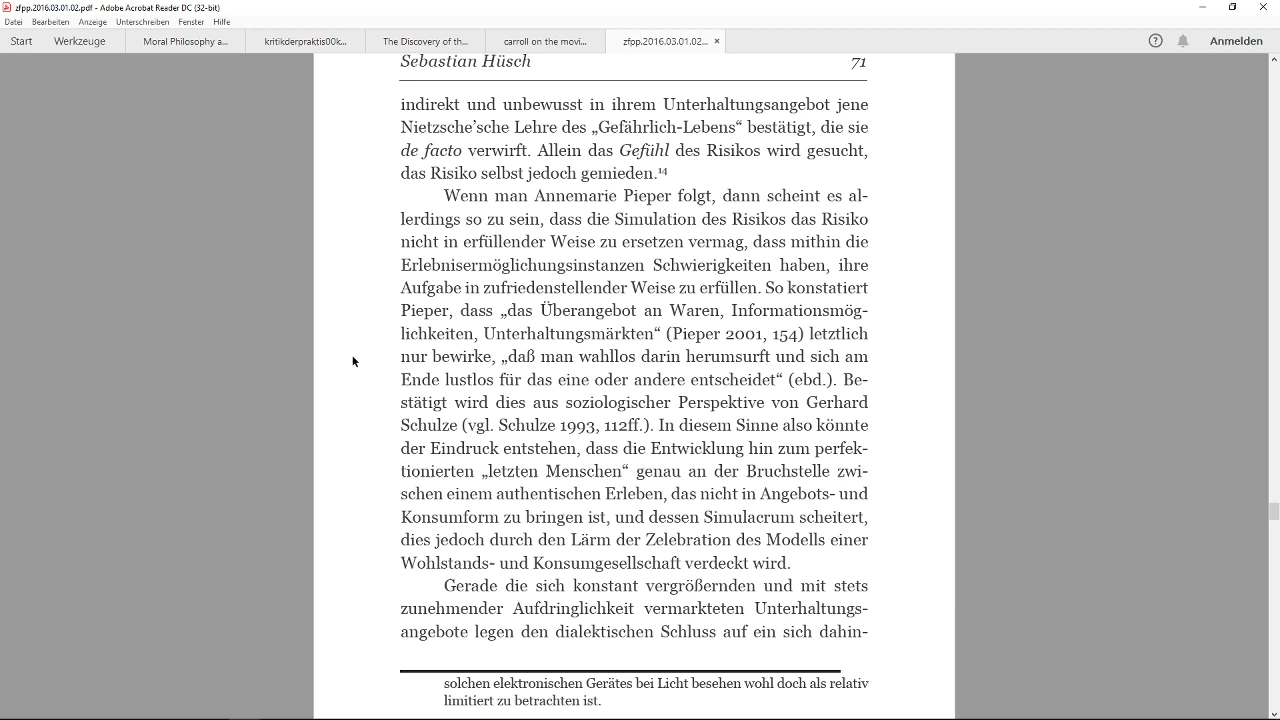 zfpp.2016.03.01.02.pdf - Adobe Acrobat Reader DC (32-bit)
Datei Bearbeiten Anzeige Unterschreiben Fenster Hilfe
Start Werkzeuge Moral Philosophy a... kritikderpraktis00k... The Discovery of th... carroll on the movi... zfpp.2016.03.01.02... × Anmelden
Sebastian Hüsch 71
indirekt und unbewusst in ihrem Unterhaltungsangebot jene
Nietzsche’sche Lehre des „Gefährlich-Lebens“ bestätigt, die sie
de facto verwirft. Allein das Gefühl des Risikos wird gesucht,
das Risiko selbst jedoch gemieden.¹⁴
Wenn man Annemarie Pieper folgt, dann scheint es al-
lerdings so zu sein, dass die Simulation des Risikos das Risiko
nicht in erfüllender Weise zu ersetzen vermag, dass mithin die
Erlebnisermöglichungsinstanzen Schwierigkeiten haben, ihre
Aufgabe in zufriedenstellender Weise zu erfüllen. So konstatiert
Pieper, dass „das Überangebot an Waren, Informationsmög-
lichkeiten, Unterhaltungsmärkten“ (Pieper 2001, 154) letztlich
nur bewirke, „daß man wahllos darin herumsurft und sich am
Ende lustlos für das eine oder andere entscheidet“ (ebd.). Be-
stätigt wird dies aus soziologischer Perspektive von Gerhard
Schulze (vgl. Schulze 1993, 112ff.). In diesem Sinne also könnte
der Eindruck entstehen, dass die Entwicklung hin zum perfek-
tionierten „letzten Menschen“ genau an der Bruchstelle zwi-
schen einem authentischen Erleben, das nicht in Angebots- und
Konsumform zu bringen ist, und dessen Simulacrum scheitert,
dies jedoch durch den Lärm der Zelebration des Modells einer
Wohlstands- und Konsumgesellschaft verdeckt wird.
Gerade die sich konstant vergrößernden und mit stets
zunehmender Aufdringlichkeit vermarkteten Unterhaltungs-
angebote legen den dialektischen Schluss auf ein sich dahin-
solchen elektronischen Gerätes bei Licht besehen wohl doch als relativ
limitiert zu betrachten ist.